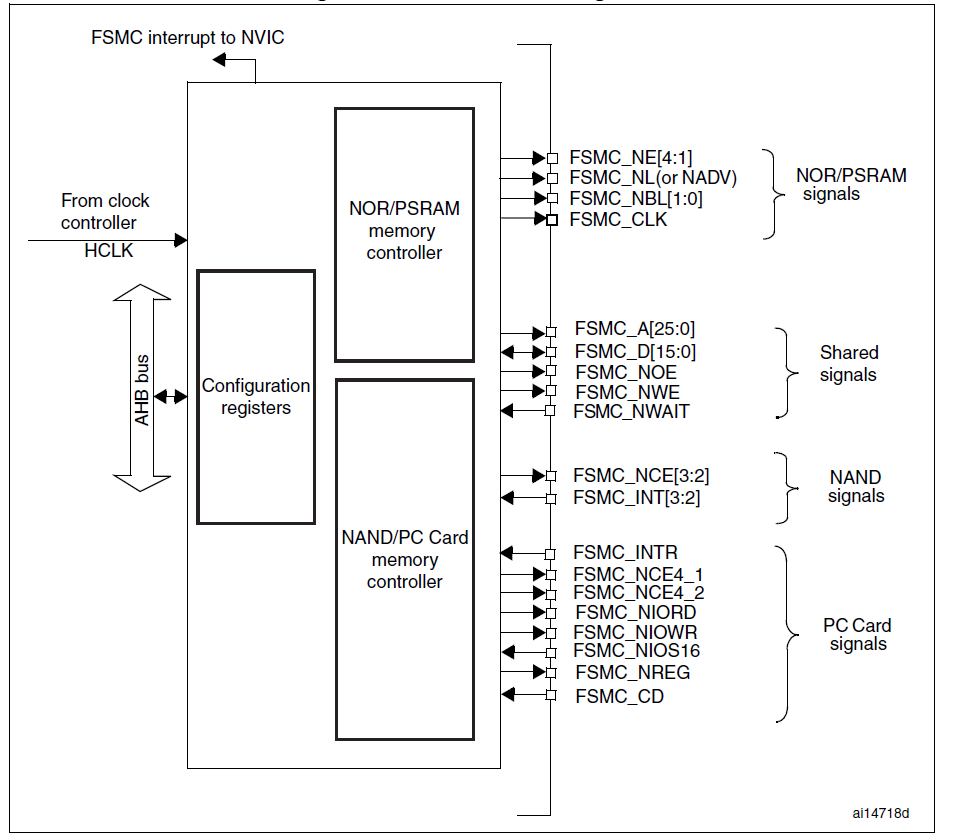 FSMC interrupt to NVIC
From clock
controller
HCLK
AHB bus
Configuration
registers
NOR/PSRAM
memory
controller
NAND/PC Card
memory
controller
FSMC_NE[4:1]
FSMC_NL(or NADV)
FSMC_NBL[1:0]
FSMC_CLK
NOR/PSRAM
signals
FSMC_A[25:0]
FSMC_D[15:0]
FSMC_NOE
FSMC_NWE
FSMC_NWAIT
Shared
signals
FSMC_NCE[3:2]
FSMC_INT[3:2]
NAND
signals
FSMC_INTR
FSMC_NCE4_1
FSMC_NCE4_2
FSMC_NIORD
FSMC_NIOWR
FSMC_NIOS16
FSMC_NREG
FSMC_CD
PC Card
signals
ai14718d